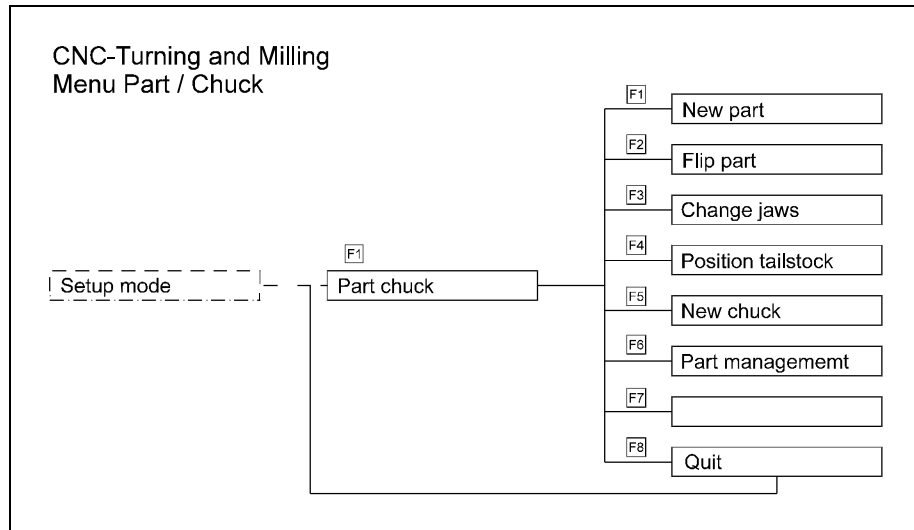 CNC-Turning and Milling
Menu Part / Chuck
F1
New part
F2
Flip part
F3
Change jaws
F1
F4
Setup mode
Part chuck
Position tailstock
F5
New chuck
F6
Part managememt
F7
F8
Quit